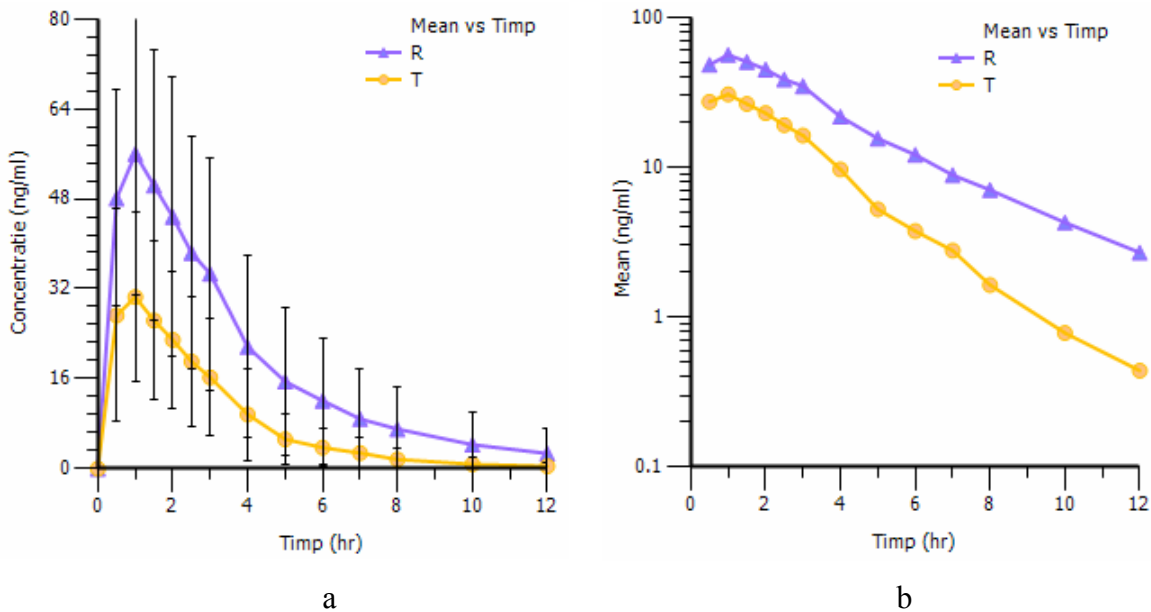 Mean vs Timp
R
T
80
64
48
32
16
0
Concentratie (ng/ml)
0 2 4 6 8 10 12
Timp (hr)
a
Mean vs Timp
R
T
100
10
1
0.1
Mean (ng/ml)
0 2 4 6 8 10 12
Timp (hr)
b